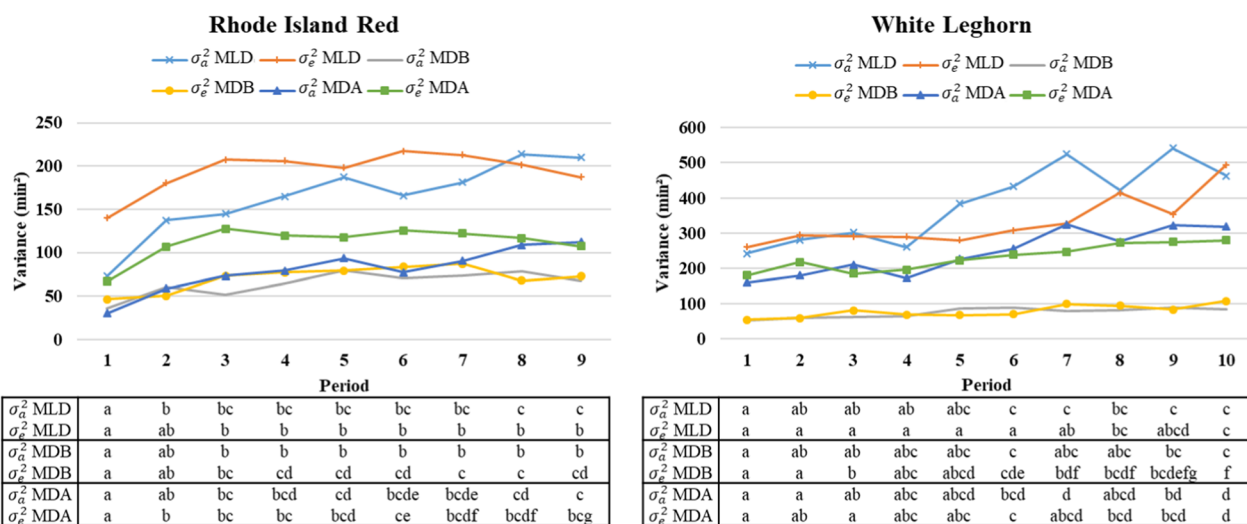 Rhode Island Red
σ²ₐ MLD σ²ₑ MLD σ²ₐ MDB
σ²ₑ MDB σ²ₐ MDA σ²ₑ MDA
250
200
150
100
50
0
Variance (min²)
1 2 3 4 5 6 7 8 9
Period
σ²ₐ MLD a b bc bc bc bc bc c c
σ²ₑ MLD a ab b b b b b b b
σ²ₐ MDB a ab b b b b b b b
σ²ₑ MDB a ab bc cd cd cd c c cd
σ²ₐ MDA a ab bc bcd cd bcde bcde cd c
σ²ₑ MDA a b bc bc bcd ce bcdf bcdf bcg
White Leghorn
σ²ₐ MLD σ²ₑ MLD σ²ₐ MDB
σ²ₑ MDB σ²ₐ MDA σ²ₑ MDA
600
500
400
300
200
100
0
Variance (min²)
1 2 3 4 5 6 7 8 9 10
Period
σ²ₐ MLD a ab ab ab abc c c bc c c
σ²ₑ MLD a a a a a a ab bc abcd c
σ²ₐ MDB a ab ab abc abc c abc abc bc c
σ²ₑ MDB a a b abc abcd cde bdf bcdf bcdefg f
σ²ₐ MDA a a ab abc abcd bcd d abcd bd d
σ²ₑ MDA a ab a abc abc c abcd bcd bcd d